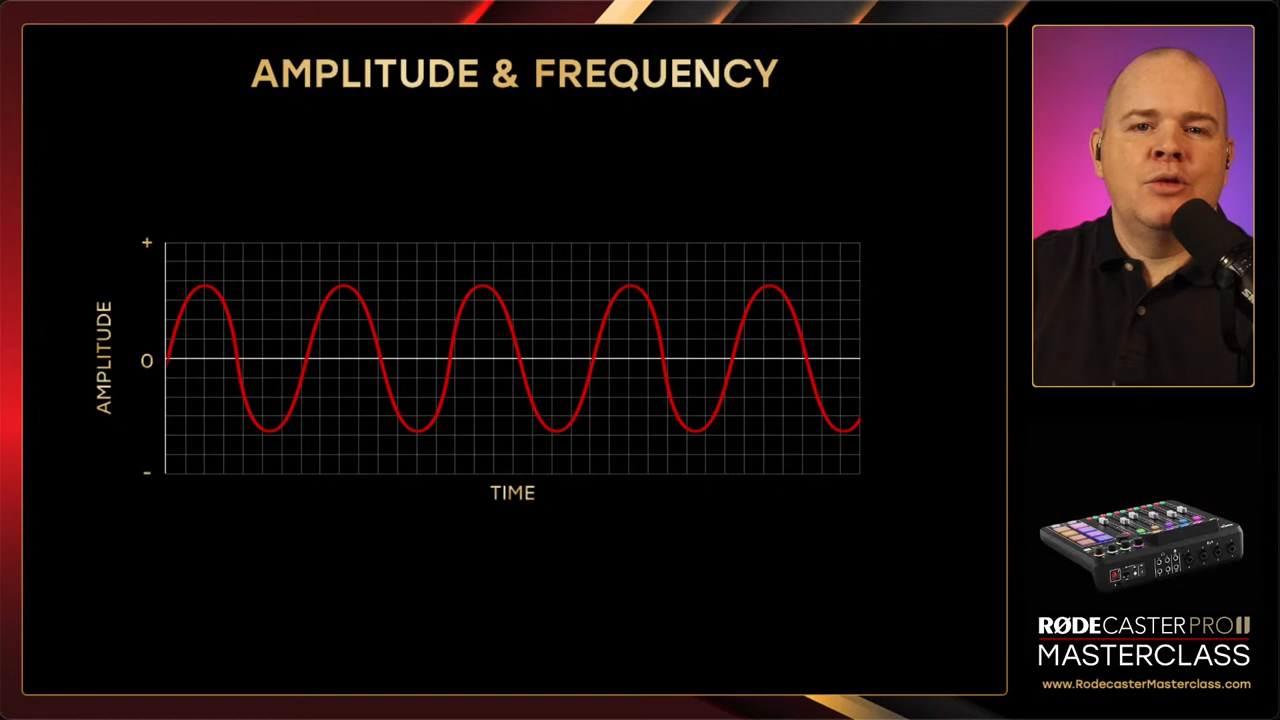 AMPLITUDE & FREQUENCY
+
AMPLITUDE
0
-
TIME
RØDECASTER PRO II
MASTERCLASS
www.RodecasterMasterclass.com